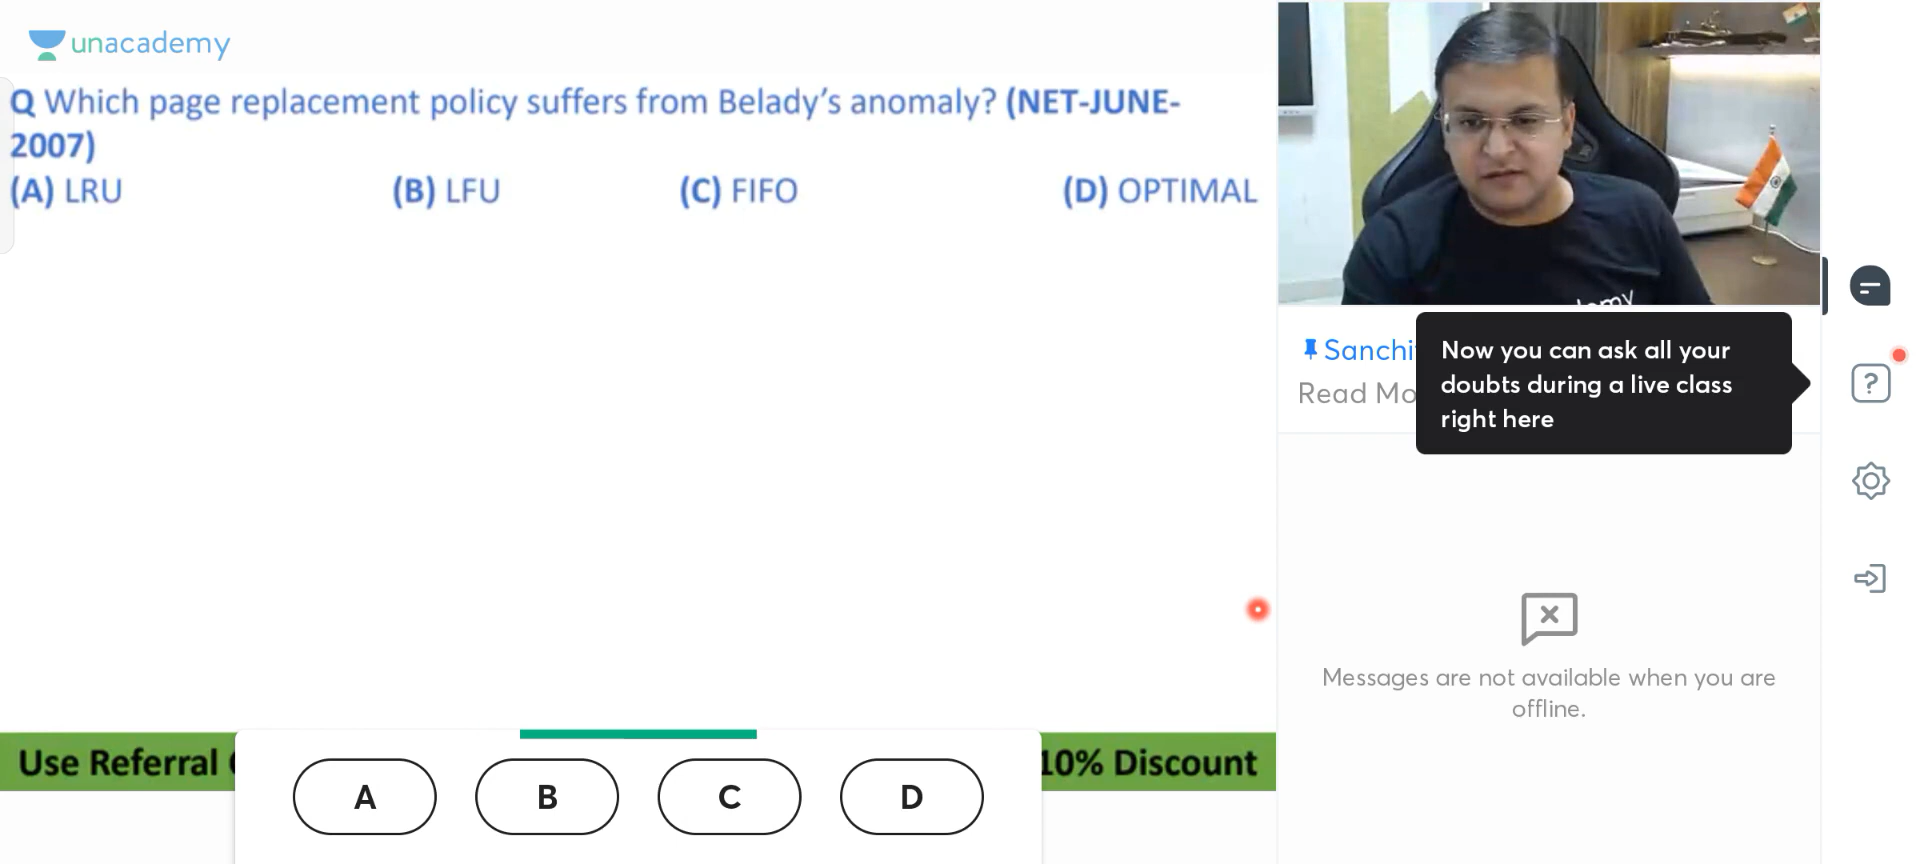 unacademy
Q Which page replacement policy suffers from Belady’s anomaly? (NET-JUNE-
2007)
(A) LRU (B) LFU (C) FIFO (D) OPTIMAL
Use Referral
10% Discount
A B C D
Sanchi
Read Mo
Now you can ask all your
doubts during a live class
right here
Messages are not available when you are
offline.